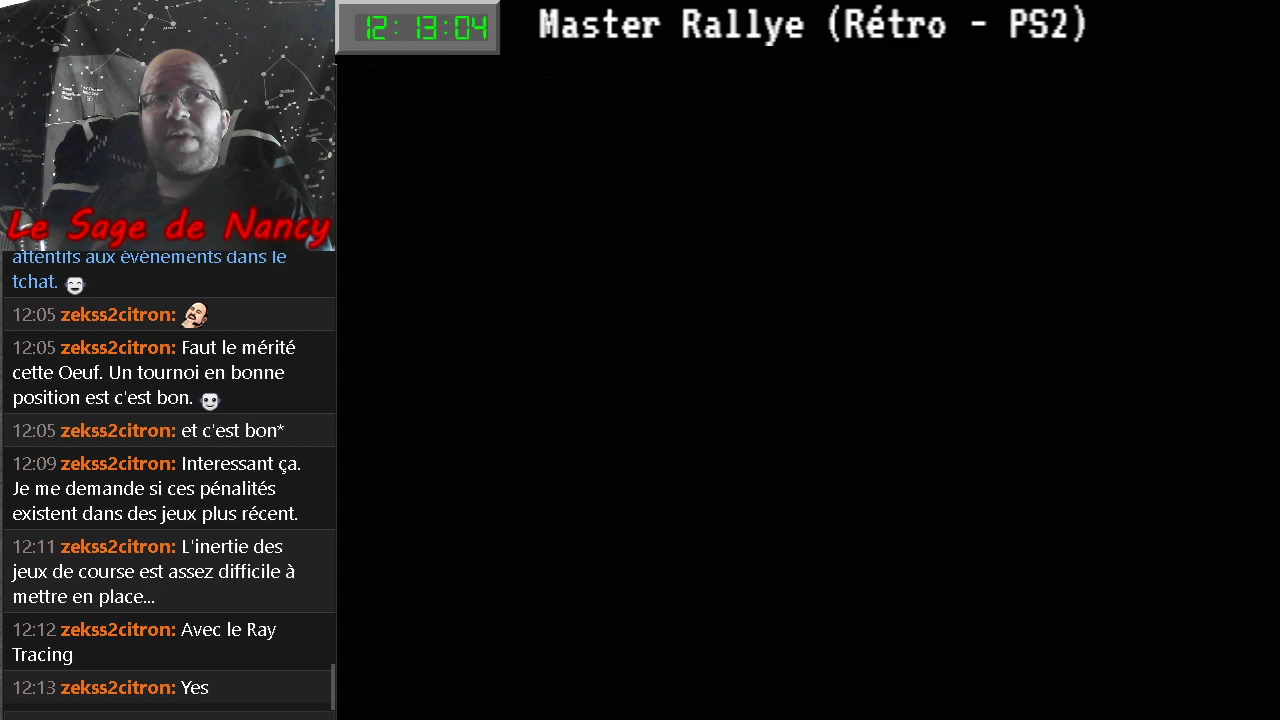 12:13:04
Master Rallye (Rétro - PS2)
Le Sage de Nancy
attentifs aux évènements dans le
tchat.
12:05 zekss2citron:
12:05 zekss2citron: Faut le mérité
cette Oeuf. Un tournoi en bonne
position est c'est bon.
12:05 zekss2citron: et c'est bon*
12:09 zekss2citron: Interessant ça.
Je me demande si ces pénalités
existent dans des jeux plus récent.
12:11 zekss2citron: L'inertie des
jeux de course est assez difficile à
mettre en place...
12:12 zekss2citron: Avec le Ray
Tracing
12:13 zekss2citron: Yes